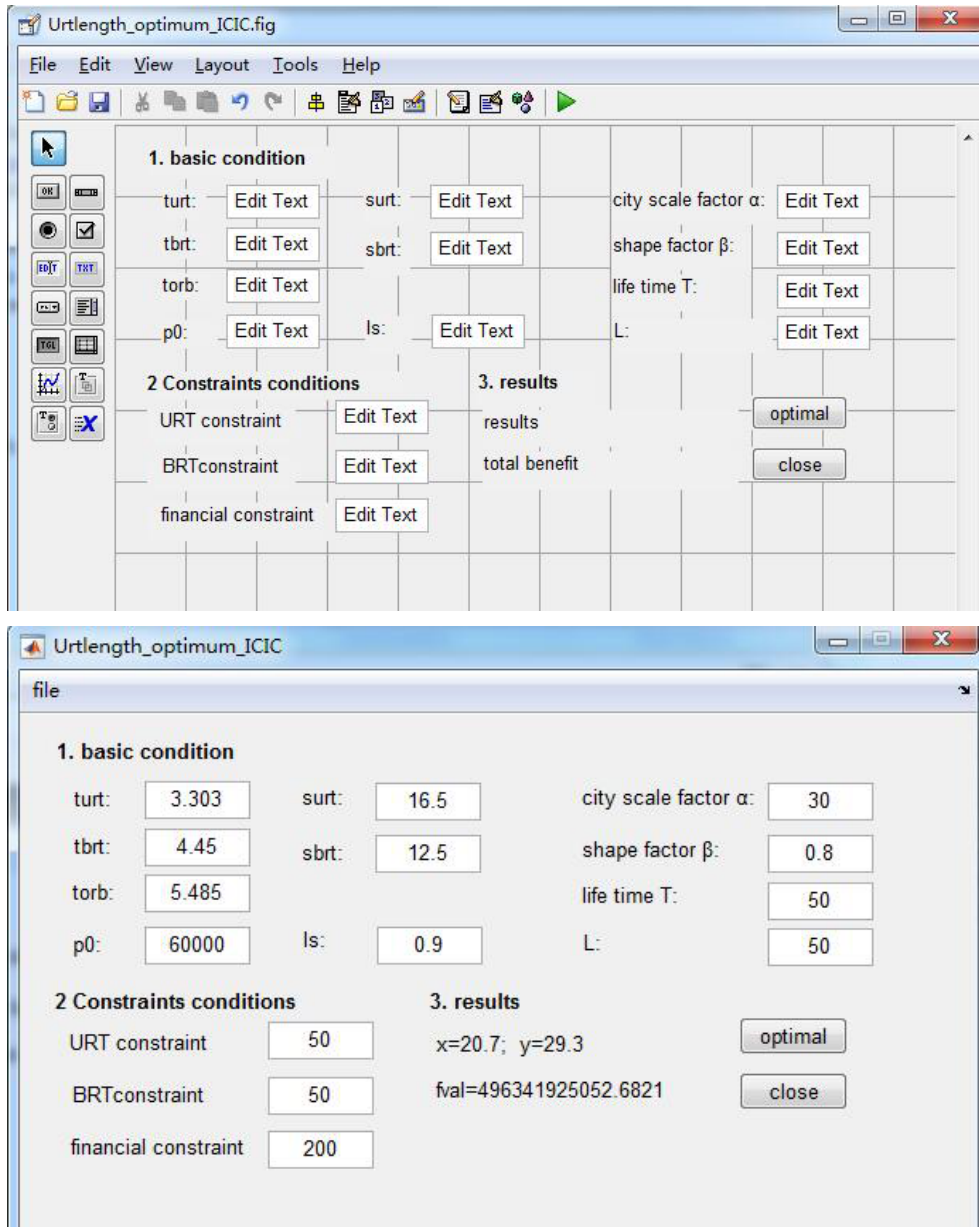 Urtlength_optimum_ICIC.fig
File Edit View Layout Tools Help
1. basic condition
turt: Edit Text surt: Edit Text city scale factor α: Edit Text
tbrt: Edit Text sbrt: Edit Text shape factor β: Edit Text
torb: Edit Text life time T: Edit Text
p0: Edit Text ls: Edit Text L: Edit Text
2 Constraints conditions 3. results
URT constraint Edit Text results optimal
BRTconstraint Edit Text total benefit close
financial constraint Edit Text
OK
EDIT TXT
TGL
Urtlength_optimum_ICIC
file
1. basic condition
turt: 3.303 surt: 16.5 city scale factor α: 30
tbrt: 4.45 sbrt: 12.5 shape factor β: 0.8
torb: 5.485 life time T: 50
p0: 60000 ls: 0.9 L: 50
2 Constraints conditions 3. results
URT constraint 50 x=20.7; y=29.3 optimal
BRTconstraint 50 fval=496341925052.6821 close
financial constraint 200